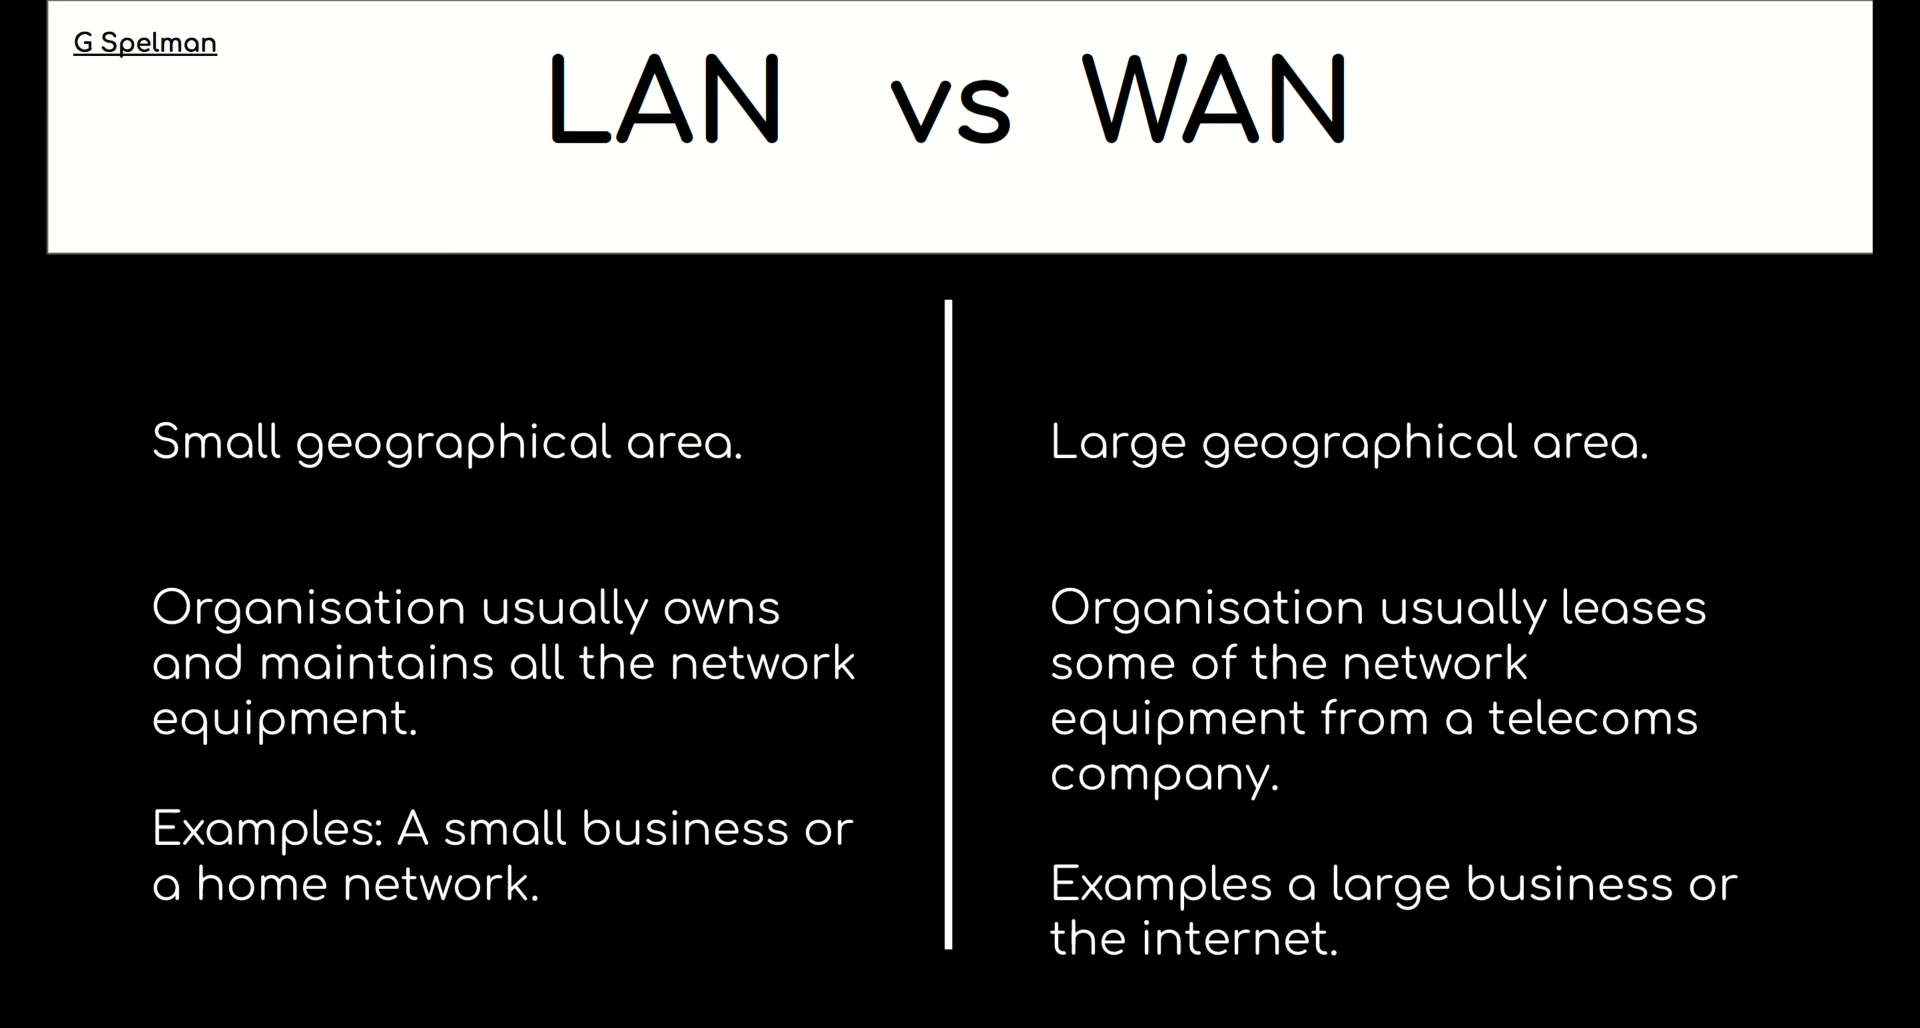 G Spelman
LAN vs WAN
Small geographical area.
Organisation usually owns
and maintains all the network
equipment.
Examples: A small business or
a home network.
Large geographical area.
Organisation usually leases
some of the network
equipment from a telecoms
company.
Examples a large business or
the internet.